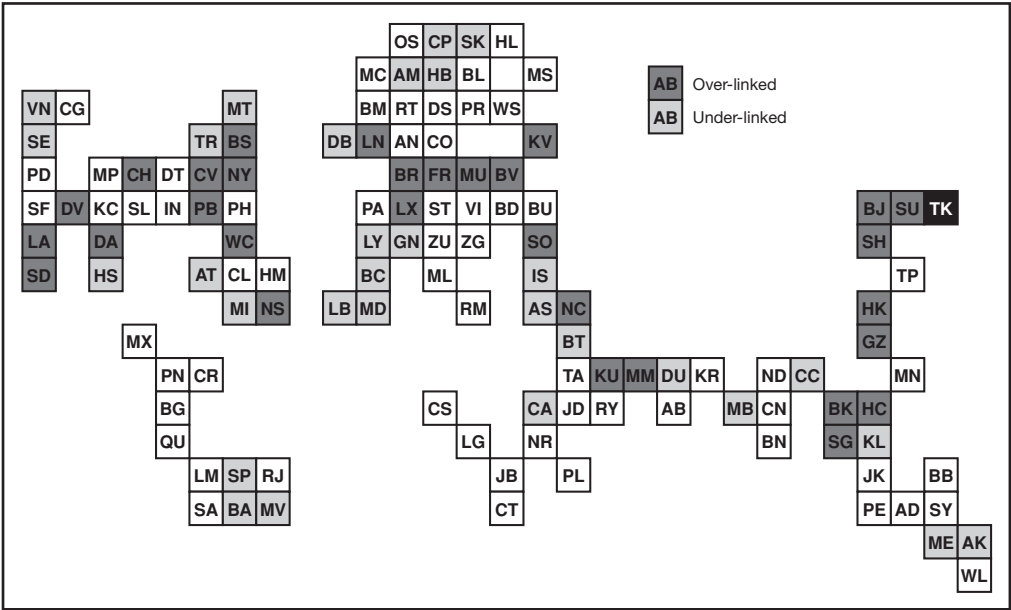 OS CP SK HL
MC AM HB BL MS
AB Over-linked
VN CG MT BM RT DS PR WS
AB Under-linked
SE TR BS DB LN AN CO KV
PD MP CH DT CV NY BR FR MU BV
SF DV KC SL IN PB PH PA LX ST VI BD BU BJ SU TK
LA DA WC LY GN ZU ZG SO SH
SD HS AT CL HM BC ML IS TP
MI NS LB MD RM AS NC HK
MX BT GZ
PN CR TA KU MM DU KR ND CC MN
BG CS CA JD RY AB MB CN BK HC
QU LG NR BN SG KL
LM SP RJ JB PL JK BB
SA BA MV CT PE AD SY
ME AK
WL